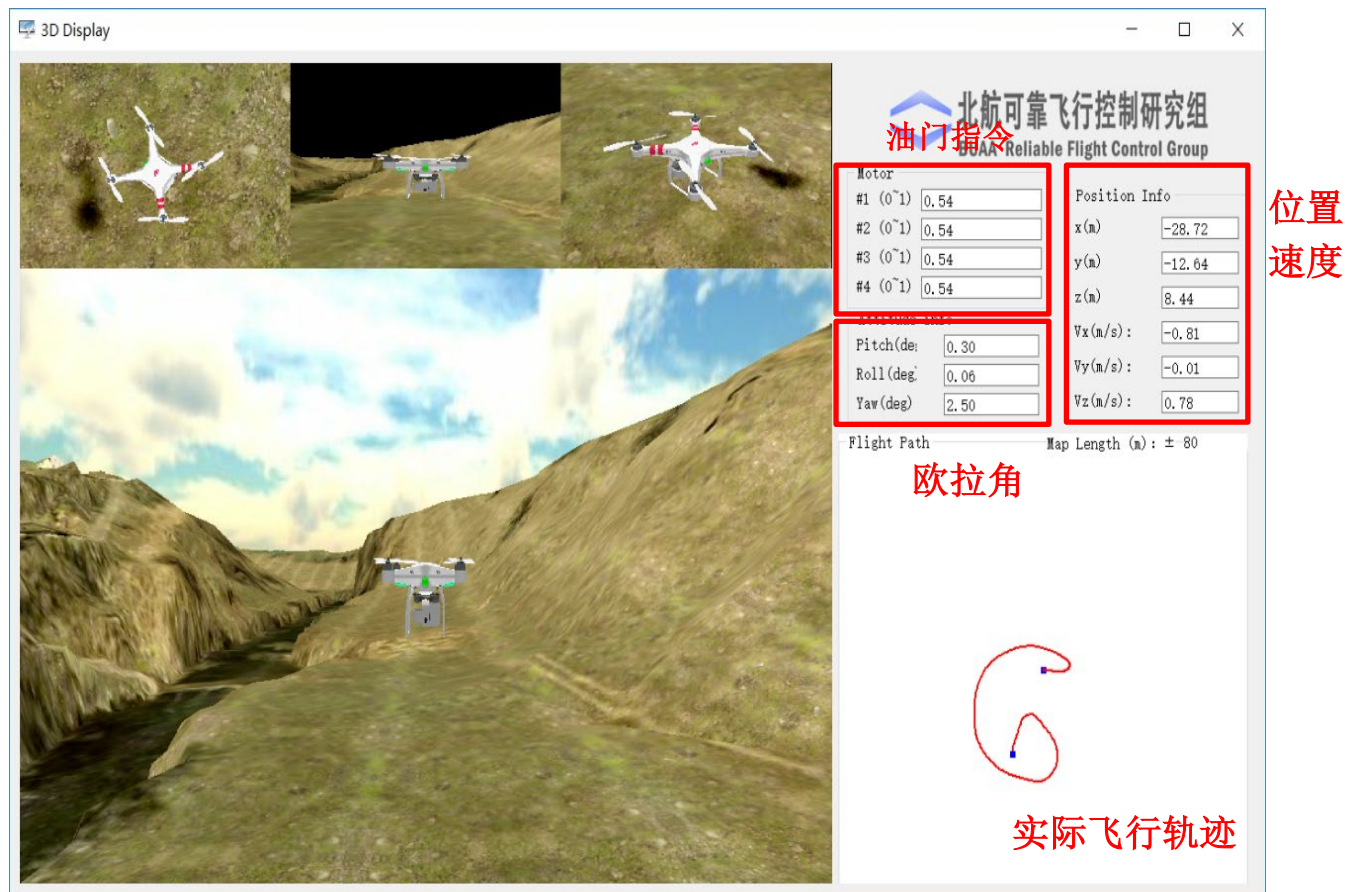 3D Display
北航可靠飞行控制研究组
油门指令
BUAA Reliable Flight Control Group
Motor
#1 (0~1) 0.54
#2 (0~1) 0.54
#3 (0~1) 0.54
#4 (0~1) 0.54
Position Info
x(m) -28.72
y(m) -12.64
z(m) 8.44
Vx(m/s): -0.81
Vy(m/s): -0.01
Vz(m/s): 0.78
位置
速度
Pitch(de: 0.30
Roll(deg 0.06
Yaw(deg) 2.50
Flight Path
Map Length (m): ± 80
欧拉角
实际飞行轨迹